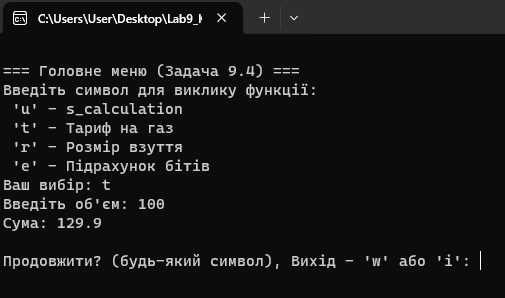 C:\Users\User\Desktop\Lab9_
=== Головне меню (Задача 9.4) ===
Введіть символ для виклику функції:
'u' - s_calculation
't' - Тариф на газ
'r' - Розмір взуття
'e' - Підрахунок бітів
Ваш вибір: t
Введіть об'єм: 100
Сума: 129.9
Продовжити? (будь-який символ), Вихід - 'w' або 'i':